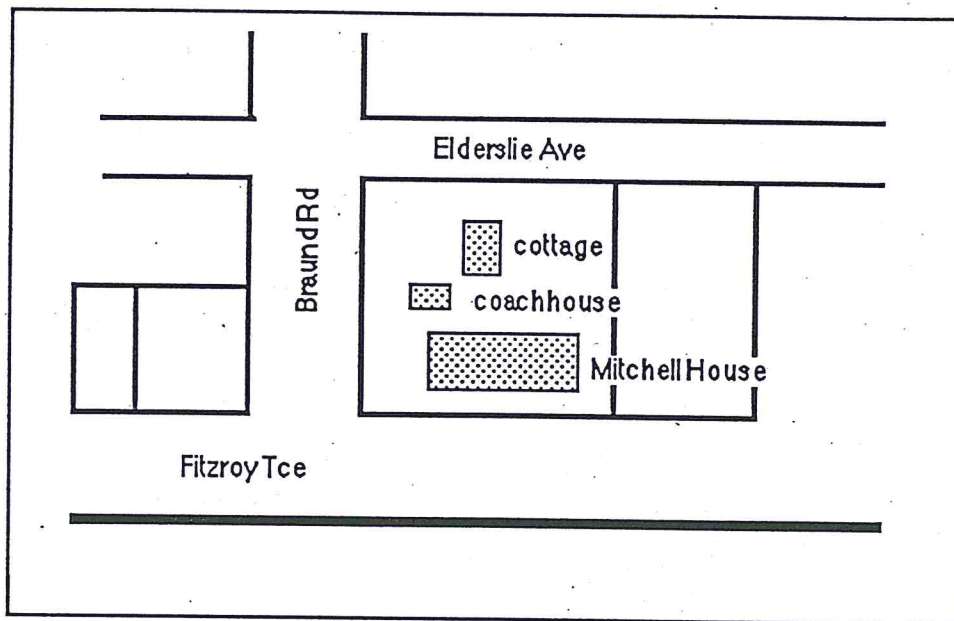 Elderslie Ave
Braund Rd
cottage
coachhouse
Mitchell House
Fitzroy Tce